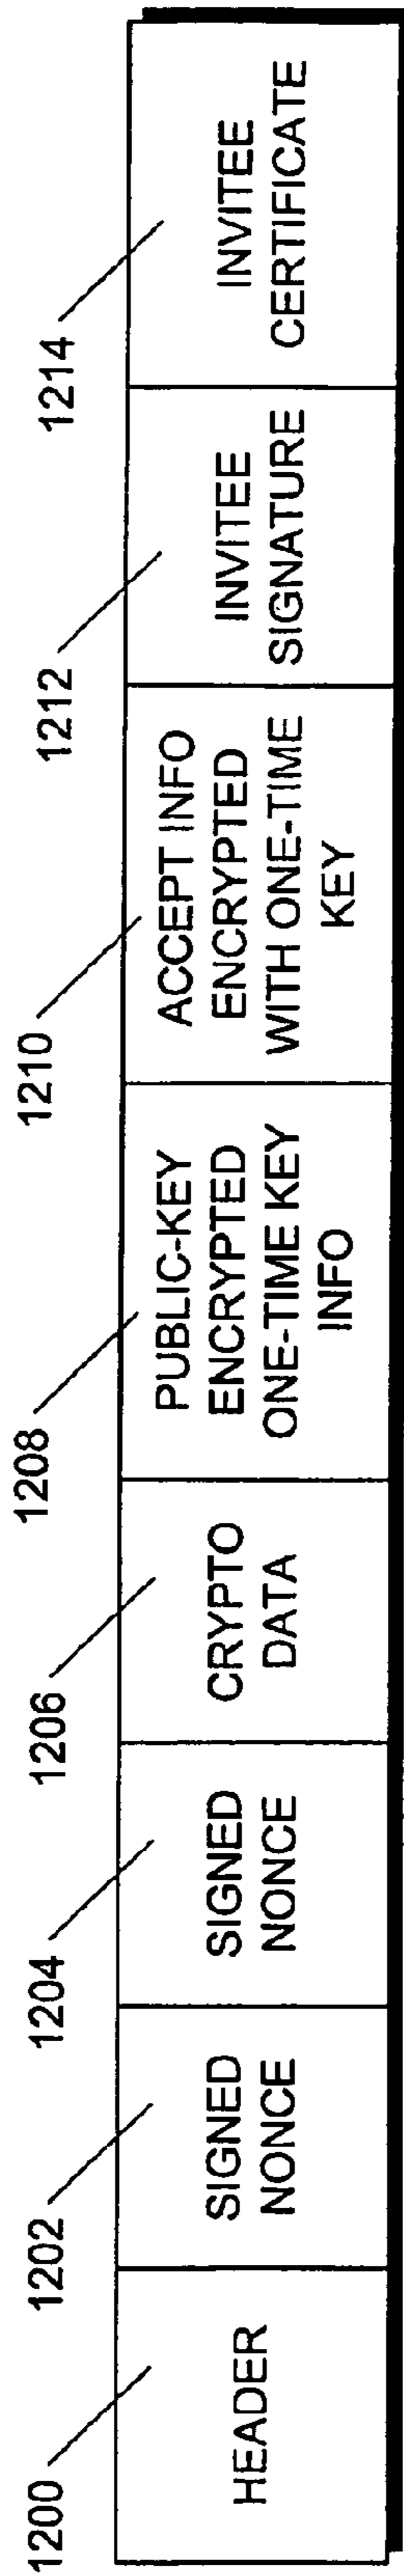 1200
1202
1204
1206
1208
1210
1212
1214
HEADER
SIGNED
NONCE
SIGNED
NONCE
CRYPTO
DATA
PUBLIC-KEY
ENCRYPTED
ONE-TIME KEY
INFO
ACCEPT INFO
ENCRYPTED
WITH ONE-TIME
KEY
INVITEE
SIGNATURE
INVITEE
CERTIFICATE